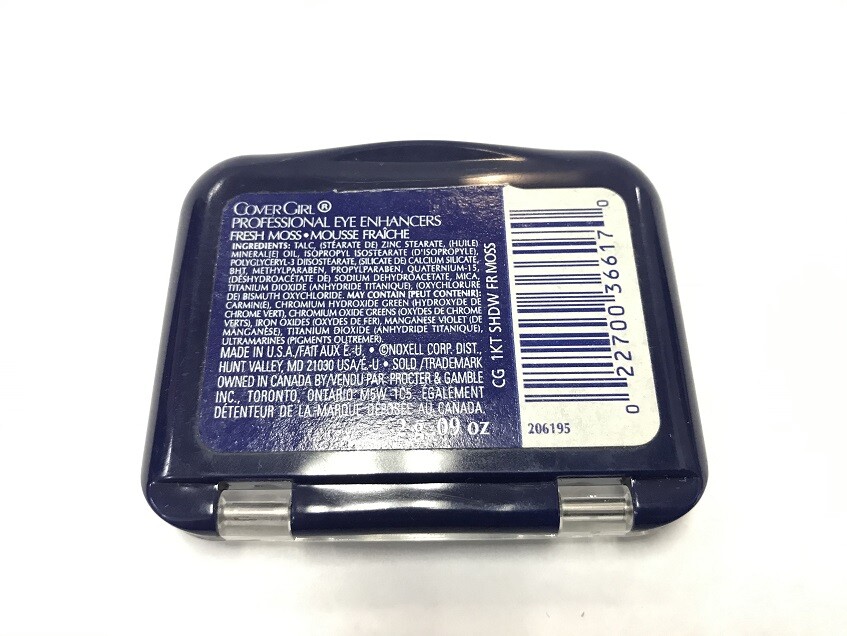 COVERGIRL®
PROFESSIONAL EYE ENHANCERS
FRESH MOSS • MOUSSE FRAÎCHE
INGREDIENTS: TALC, (STÉARATE DE) ZINC STEARATE, (HUILE)
MINERAL[E] OIL, ISOPROPYL ISOSTEARATE (D'ISOPROPYLE),
POLYGLYCERYL-3 DIISOSTEARATE, (SILICATE DE) CALCIUM SILICATE,
BHT, METHYLPARABEN, PROPYLPARABEN, QUATERNIUM-15,
(DÉSHYDROACÉTATE DE) SODIUM DEHYDROACETATE, MICA,
TITANIUM DIOXIDE (ANHYDRIDE TITANIQUE), (OXYCHLORURE
DE) BISMUTH OXYCHLORIDE. MAY CONTAIN [PEUT CONTENIR]:
CARMIN(E), CHROMIUM HYDROXIDE GREEN (HYDROXYDE DE
CHROME VERT), CHROMIUM OXIDE GREENS (OXYDES DE CHROME
VERTS), IRON OXIDES (OXYDES DE FER), MANGANESE VIOLET (DE
MANGANÈSE), TITANIUM DIOXIDE (ANHYDRIDE TITANIQUE),
ULTRAMARINES (PIGMENTS OUTREMER).
MADE IN U.S.A./FAIT AUX É.-U. • ©NOXELL CORP. DIST.,
HUNT VALLEY, MD 21030 USA/É.-U • SOLD /TRADEMARK
OWNED IN CANADA BY/VENDU PAR: PROCTER & GAMBLE
INC., TORONTO, ONTARIO M5W 1C5. ÉGALEMENT
DÉTENTEUR DE LA MARQUE DÉPOSÉE AU CANADA.
2 g .09 oz
CG 1KT SHDW FR MOSS
0 22700 36617 0
206195